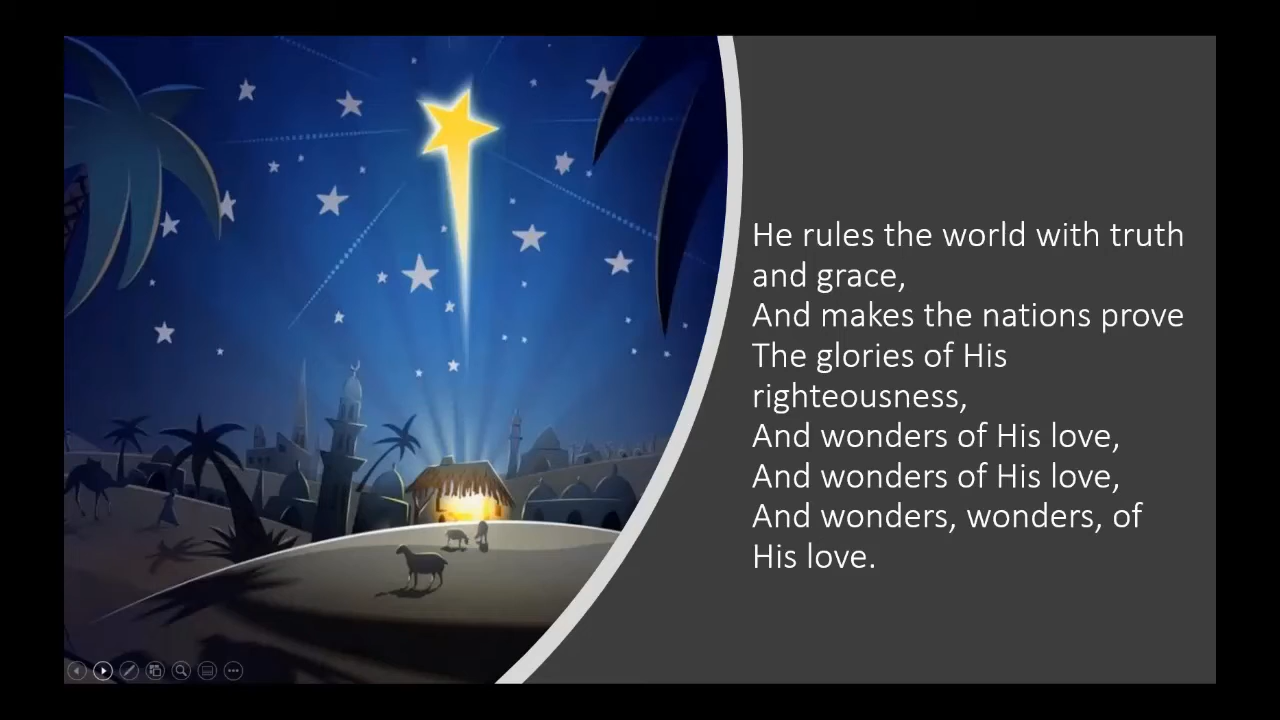 He rules the world with truth
and grace,
And makes the nations prove
The glories of His
righteousness,
And wonders of His love,
And wonders of His love,
And wonders, wonders, of
His love.